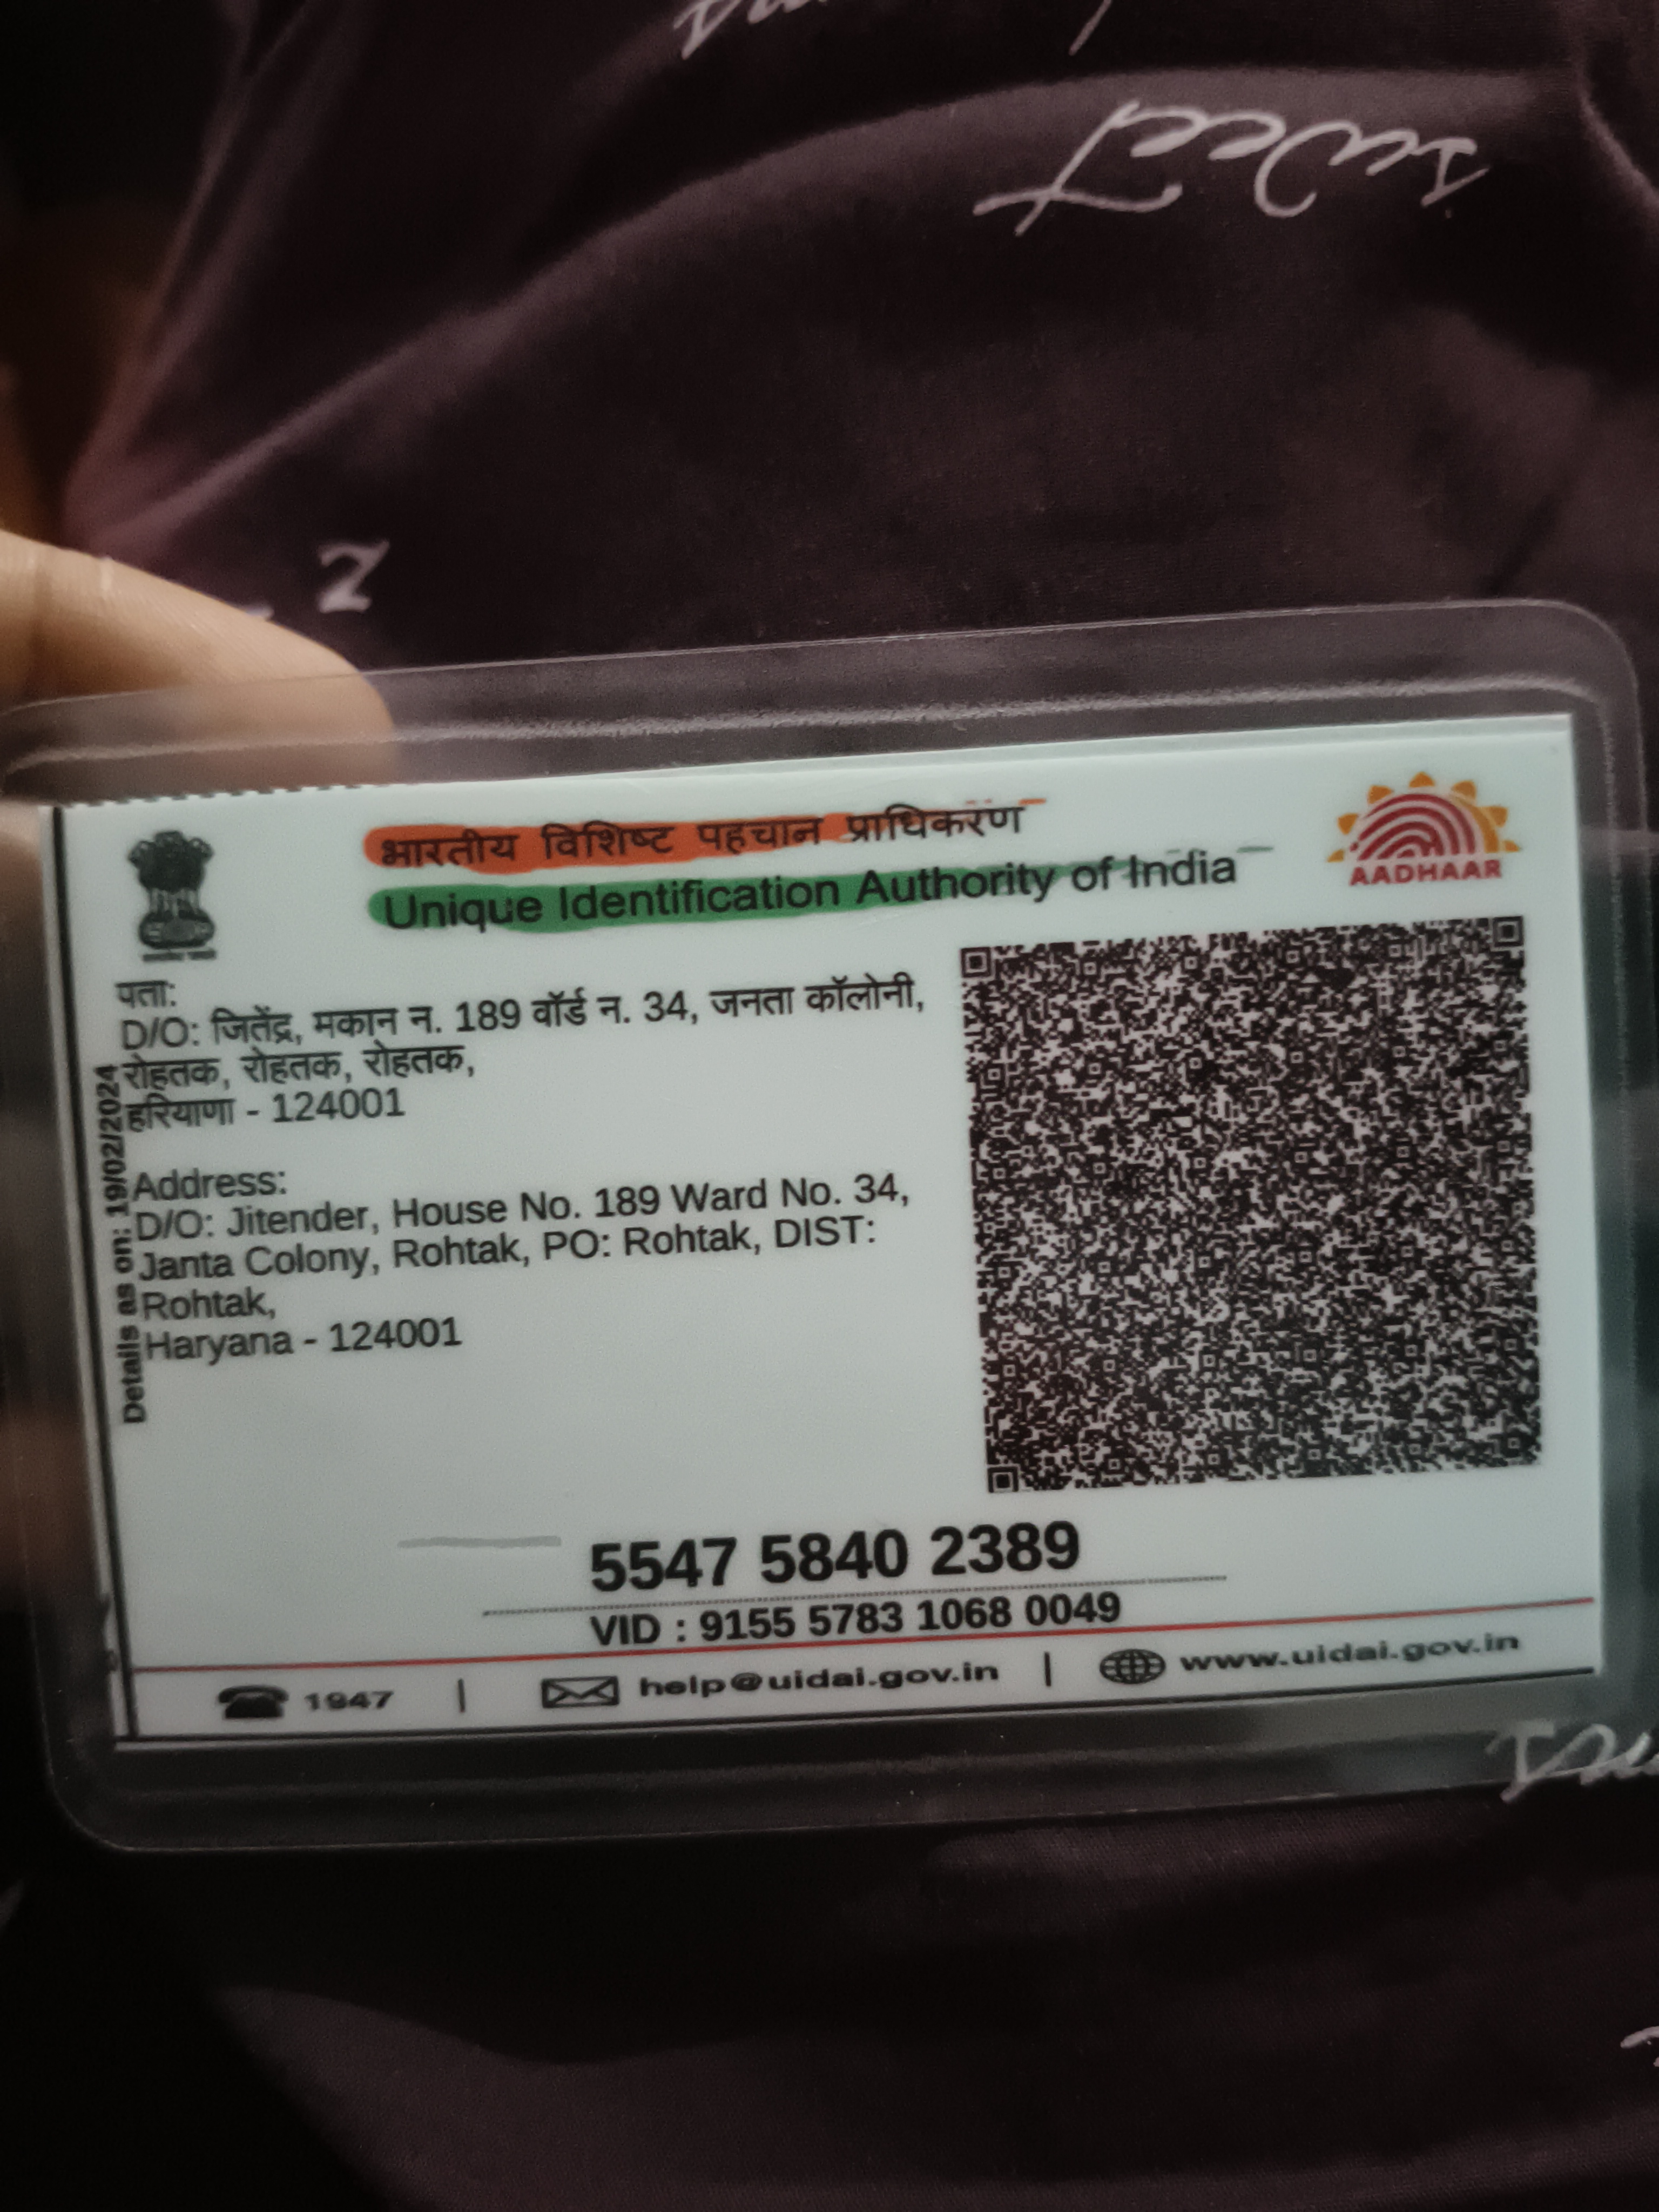 sweet
z
भारतीय विशिष्ट पहचान प्राधिकरण
Unique Identification Authority of India
AADHAAR
पता:
D/O: जितेंद्र, मकान न. 189 वॉर्ड न. 34, जनता कॉलोनी,
रोहतक, रोहतक, रोहतक,
हरियाणा - 124001
Address:
D/O: Jitender, House No. 189 Ward No. 34,
Janta Colony, Rohtak, PO: Rohtak, DIST:
Rohtak,
Haryana - 124001
Details as on: 19/02/2024
5547 5840 2389
VID : 9155 5783 1068 0049
1947 | help@uidai.gov.in | www.uidai.gov.in